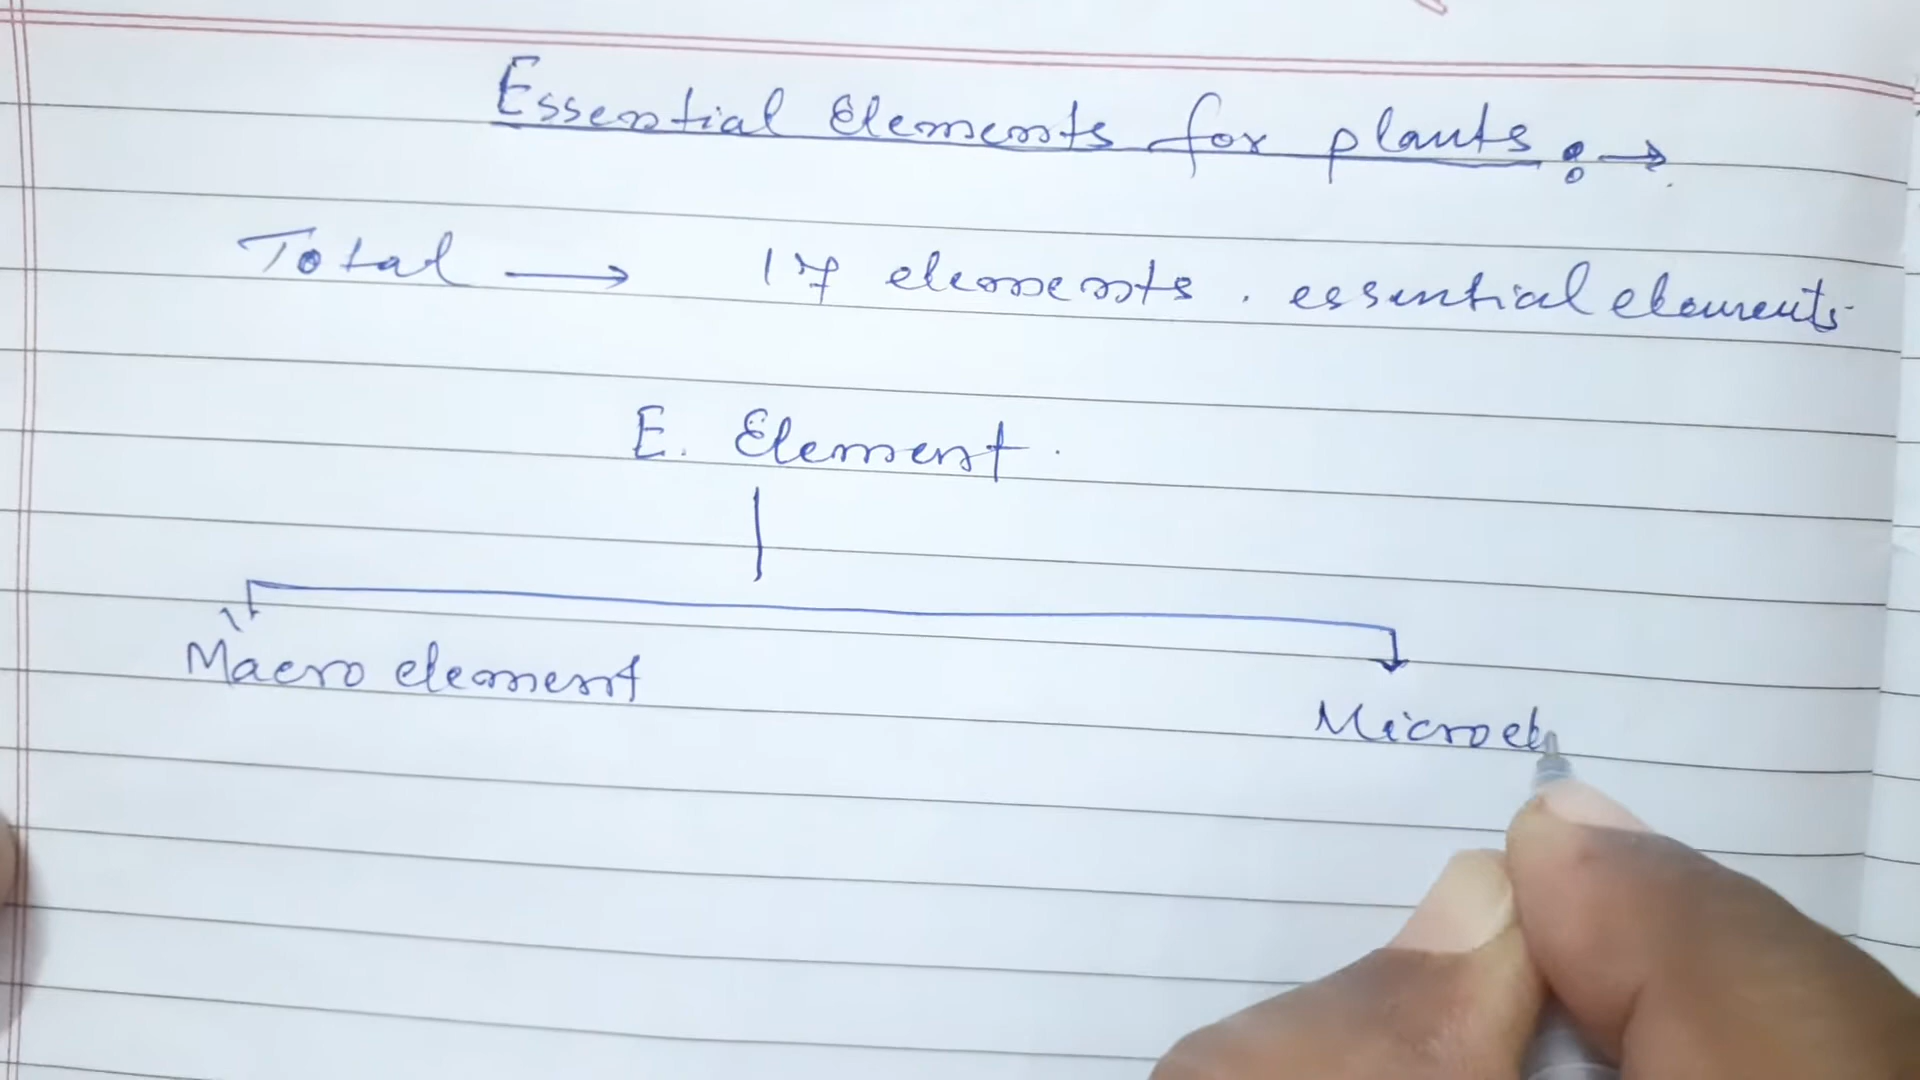 Essential Elements for plants :→
Total → 17 elements . essential elements
E. Element .
Macro element
Microel